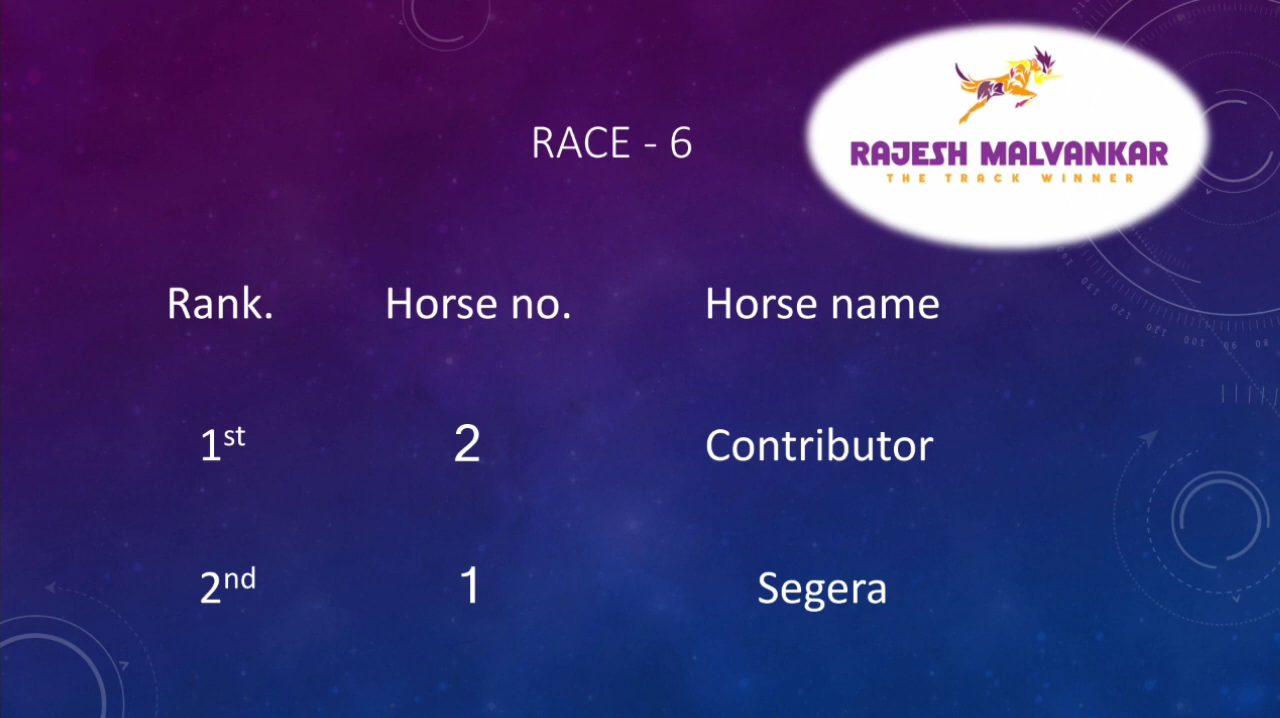 RACE - 6
RAJESH MALVANKAR
THE TRACK WINNER
Rank. Horse no. Horse name
1st 2 Contributor
2nd 1 Segera